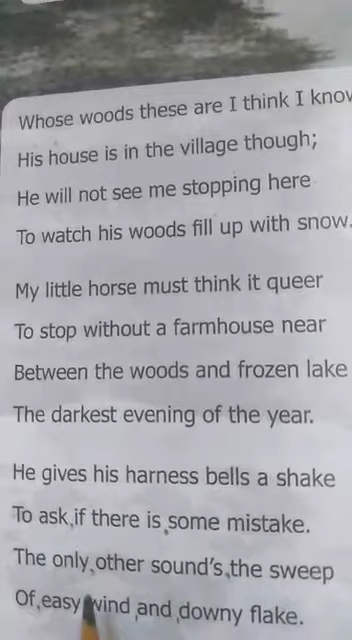 Whose woods these are I think I know
His house is in the village though;
He will not see me stopping here
To watch his woods fill up with snow.
My little horse must think it queer
To stop without a farmhouse near
Between the woods and frozen lake
The darkest evening of the year.
He gives his harness bells a shake
To ask,if there is,some mistake.
The only,other sound's,the sweep
Of,easy wind,and,downy flake.